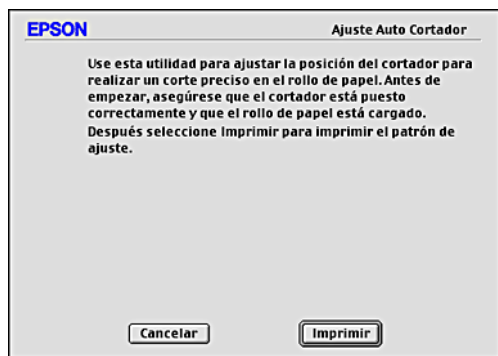 EPSON
Ajuste Auto Cortador
Use esta utilidad para ajustar la posición del cortador para
realizar un corte preciso en el rollo de papel. Antes de
empezar, asegúrese que el cortador está puesto
correctamente y que el rollo de papel está cargado.
Después seleccione Imprimir para imprimir el patrón de
ajuste.
Cancelar
Imprimir